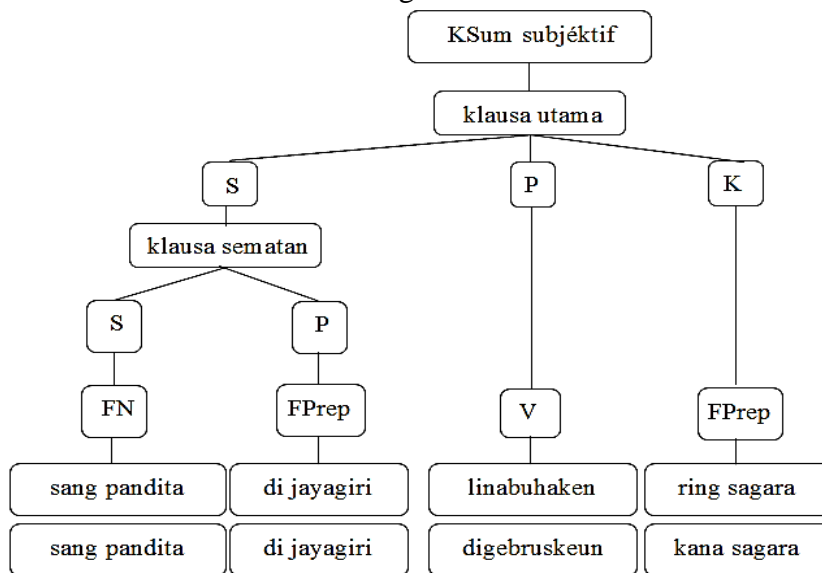 KSum subjéktif
klausa utama
S P K
klausa sematan
S P
FN FPrep V FPrep
sang pandita di jayagiri linabuhaken ring sagara
sang pandita di jayagiri digebruskeun kana sagara